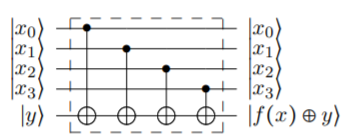 |x₀⟩ |x₀⟩
|x₁⟩ |x₁⟩
|x₂⟩ |x₂⟩
|x₃⟩ |x₃⟩
|y⟩ |f(x) ⊕ y⟩